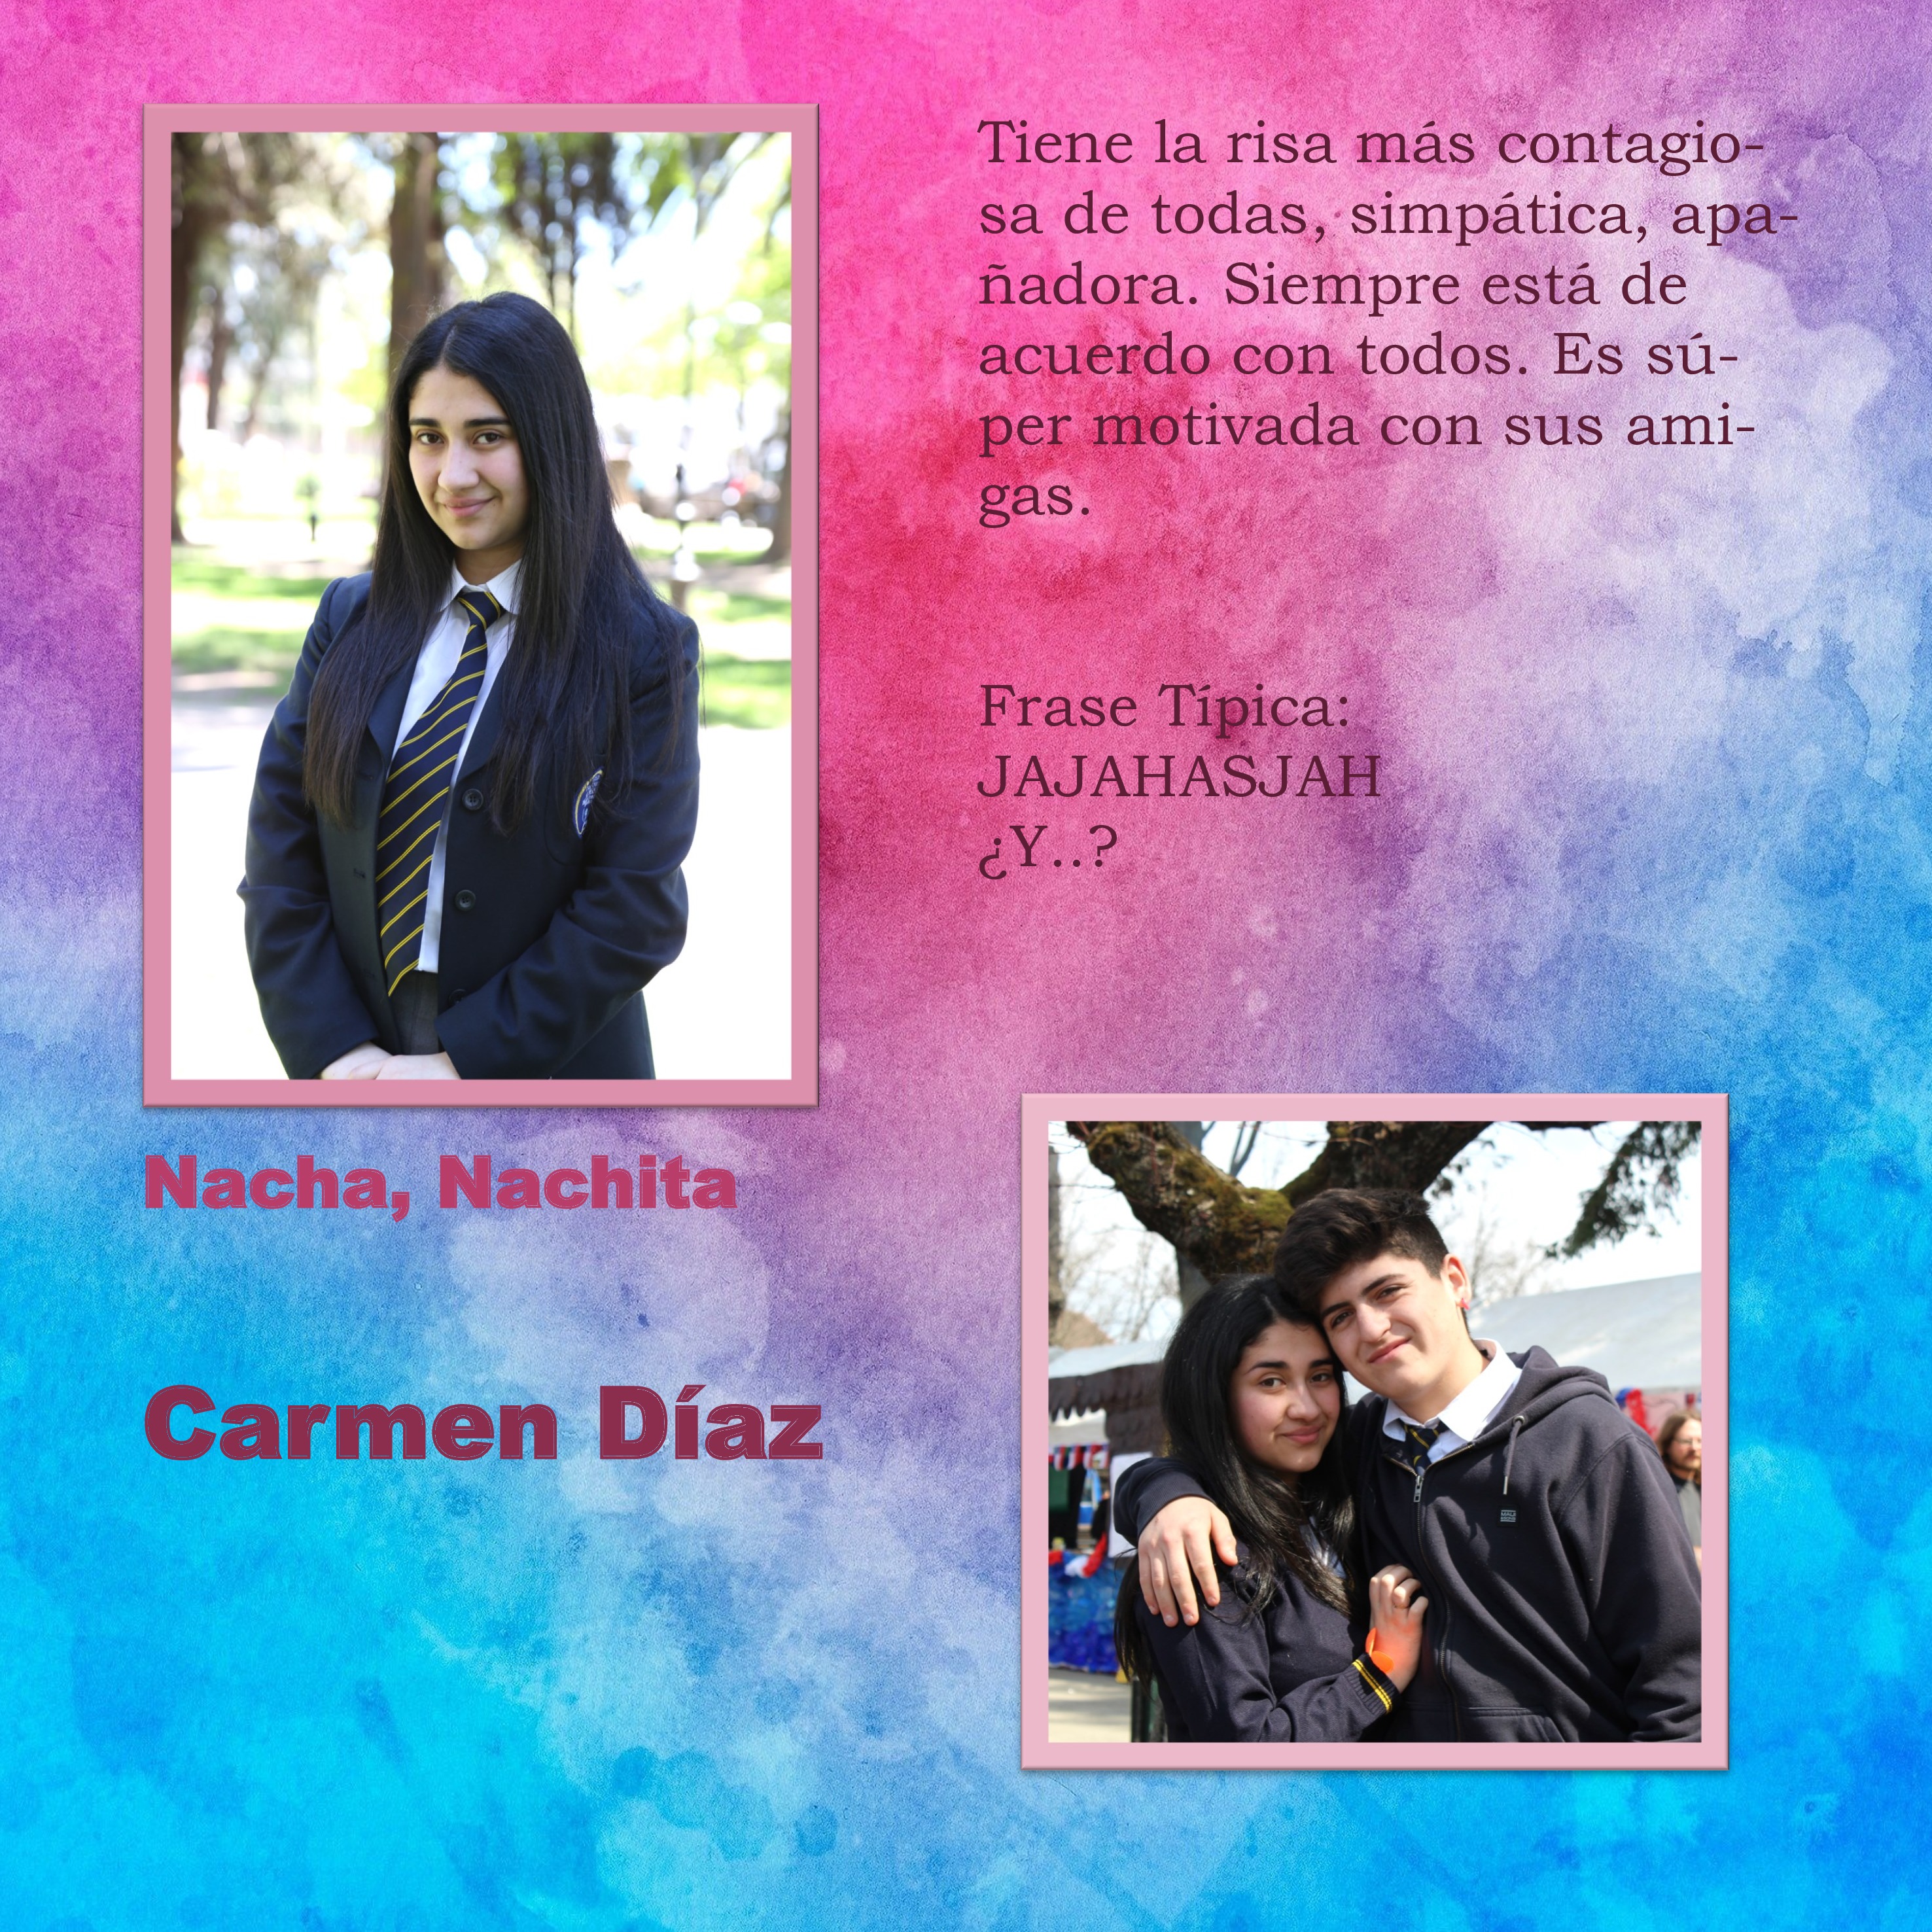 Tiene la risa más contagio-
sa de todas, simpática, apa-
ñadora. Siempre está de
acuerdo con todos. Es sú-
per motivada con sus ami-
gas.
Frase Típica:
JAJAHASJAH
¿Y..?
Nacha, Nachita
Carmen Díaz